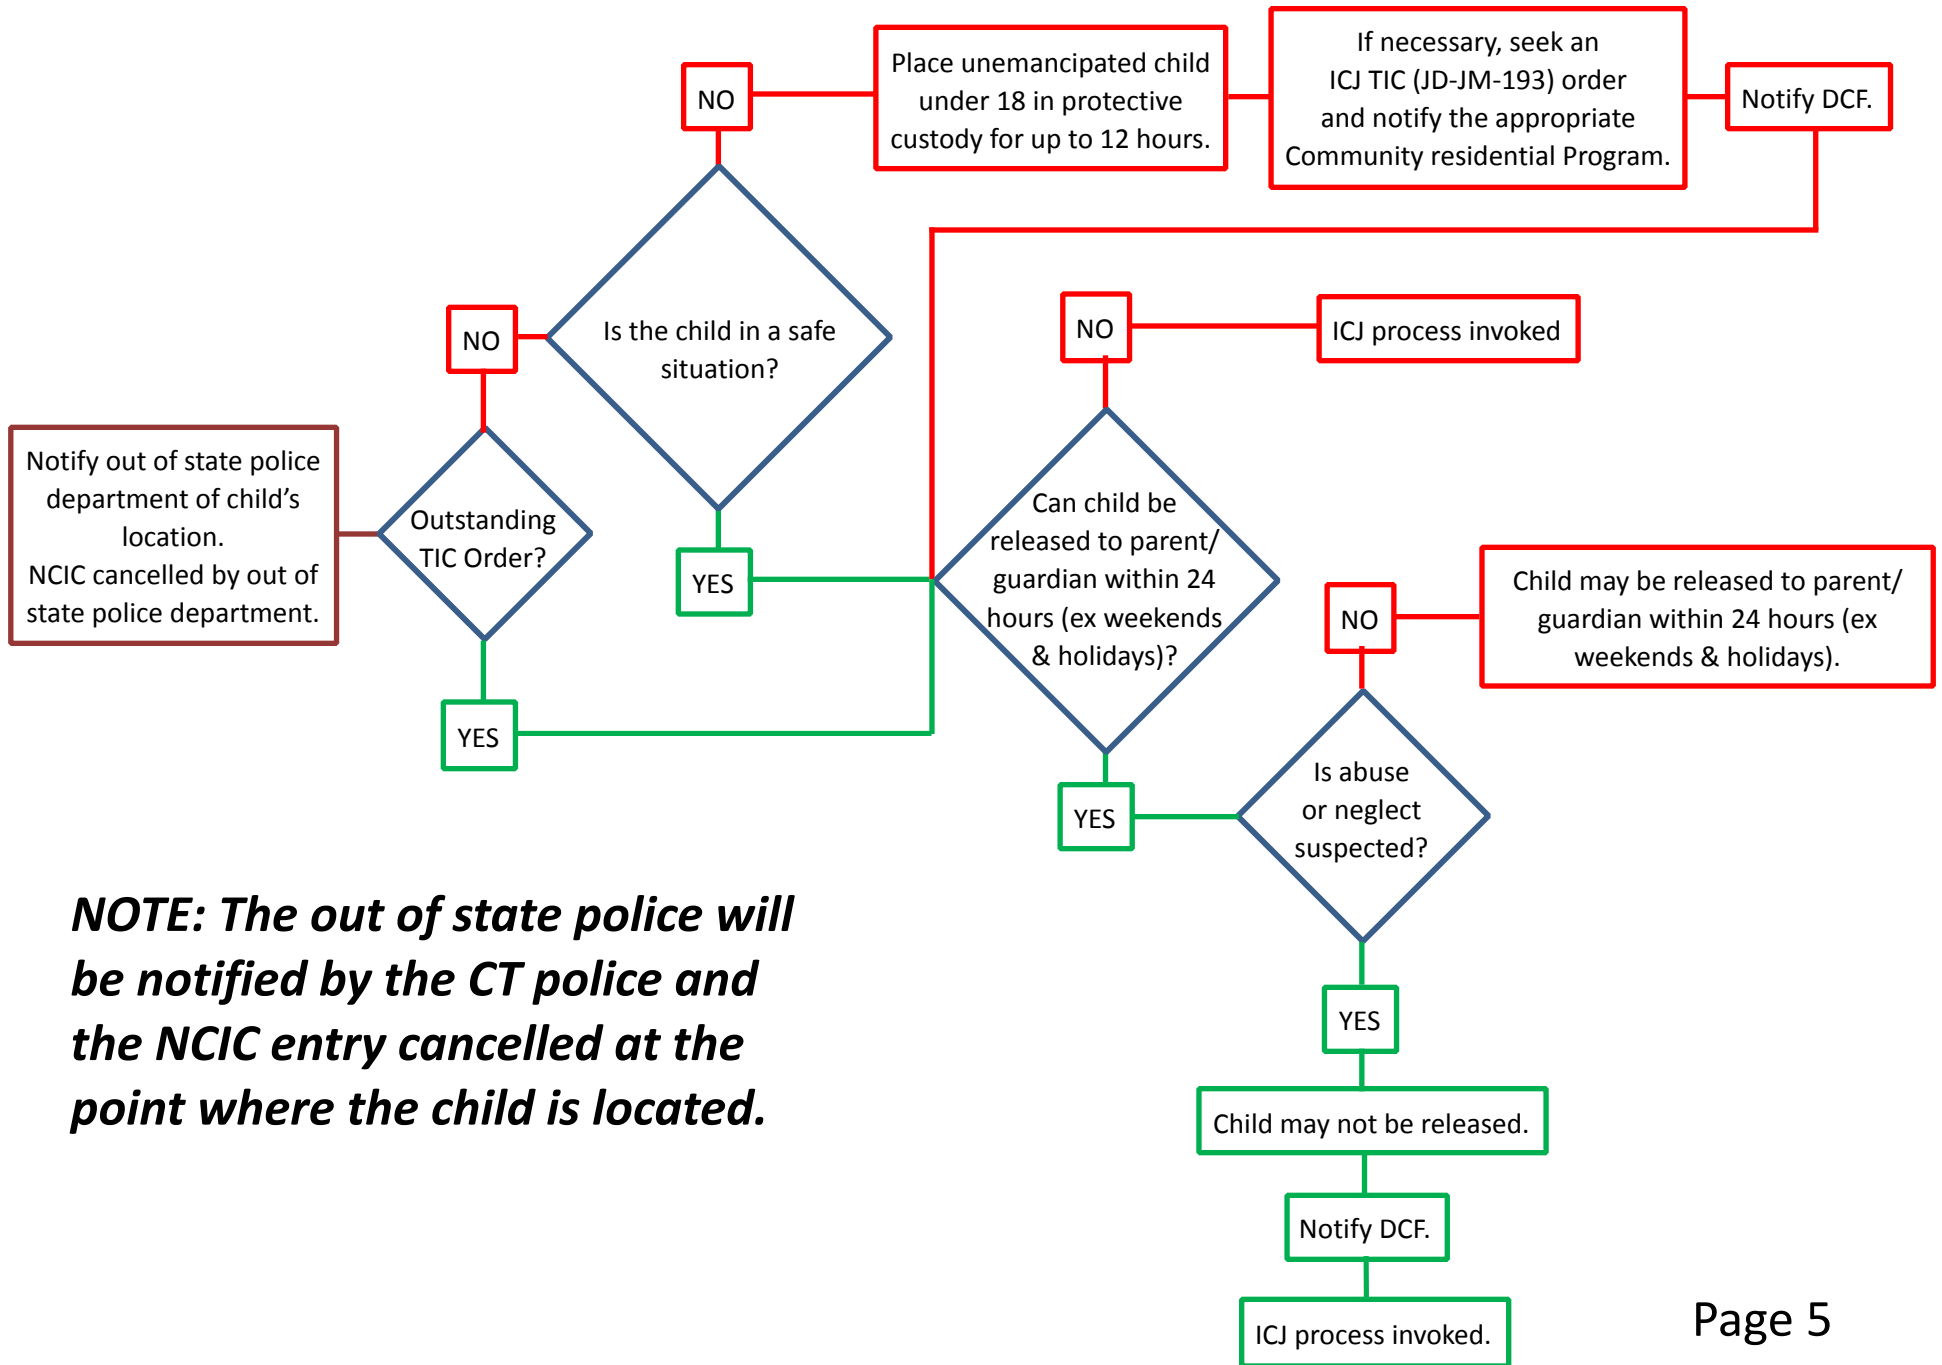 NO
Place unemancipated child
under 18 in protective
custody for up to 12 hours.
If necessary, seek an
ICJ TIC (JD-JM-193) order
and notify the appropriate
Community residential Program.
Notify DCF.
NO
Is the child in a safe
situation?
NO
ICJ process invoked
Notify out of state police
department of child’s
location.
NCIC cancelled by out of
state police department.
Outstanding
TIC Order?
YES
Can child be
released to parent/
guardian within 24
hours (ex weekends
& holidays)?
NO
Child may be released to parent/
guardian within 24 hours (ex
weekends & holidays).
YES
YES
Is abuse
or neglect
suspected?
NOTE: The out of state police will
be notified by the CT police and
the NCIC entry cancelled at the
point where the child is located.
YES
Child may not be released.
Notify DCF.
ICJ process invoked.
Page 5